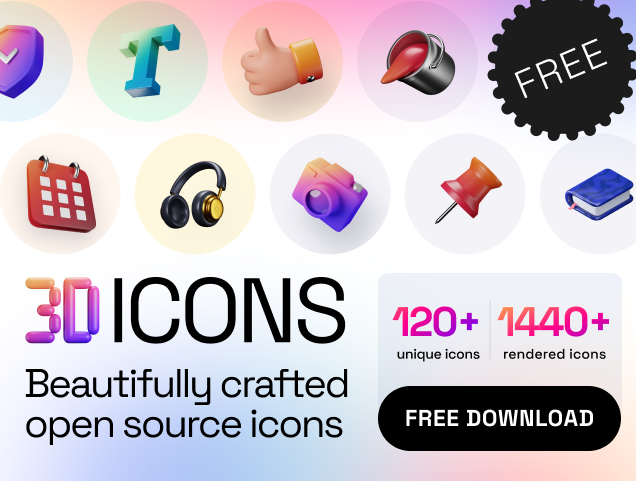 T
FREE
3D ICONS
Beautifully crafted
open source icons
120+
unique icons
1440+
rendered icons
FREE DOWNLOAD